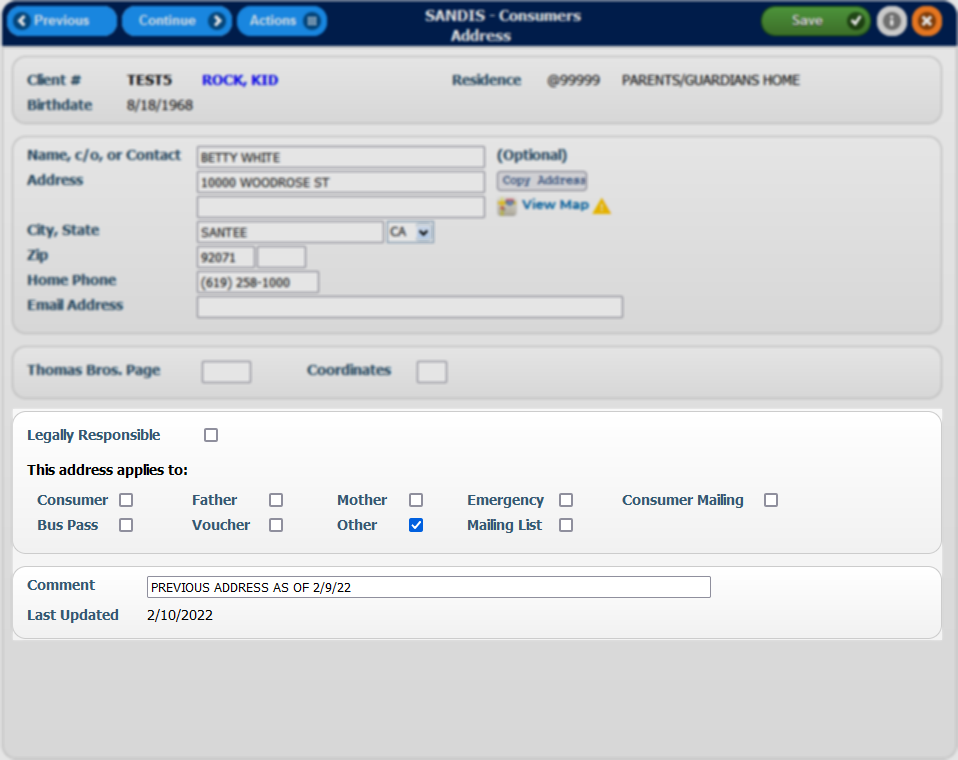 Previous Continue Actions SANDIS - Consumers Save
Address
Client # TEST5 ROCK, KID Residence @99999 PARENTS/GUARDIANS HOME
Birthdate 8/18/1968
Name, c/o, or Contact BETTY WHITE (Optional)
Address 10000 WOODROSE ST Copy Address
View Map
City, State SANTEE CA
Zip 92071
Home Phone (619) 258-1000
Email Address
Thomas Bros. Page Coordinates
Legally Responsible
This address applies to:
Consumer Father Mother Emergency Consumer Mailing
Bus Pass Voucher Other Mailing List
Comment PREVIOUS ADDRESS AS OF 2/9/22
Last Updated 2/10/2022